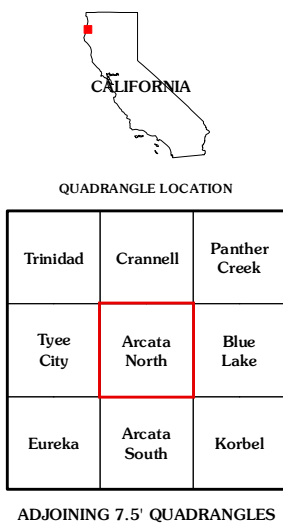 CALIFORNIA
QUADRANGLE LOCATION
Trinidad
Crannell
Panther
Creek
Tyee
City
Arcata
North
Blue
Lake
Eureka
Arcata
South
Korbel
ADJOINING 7.5' QUADRANGLES